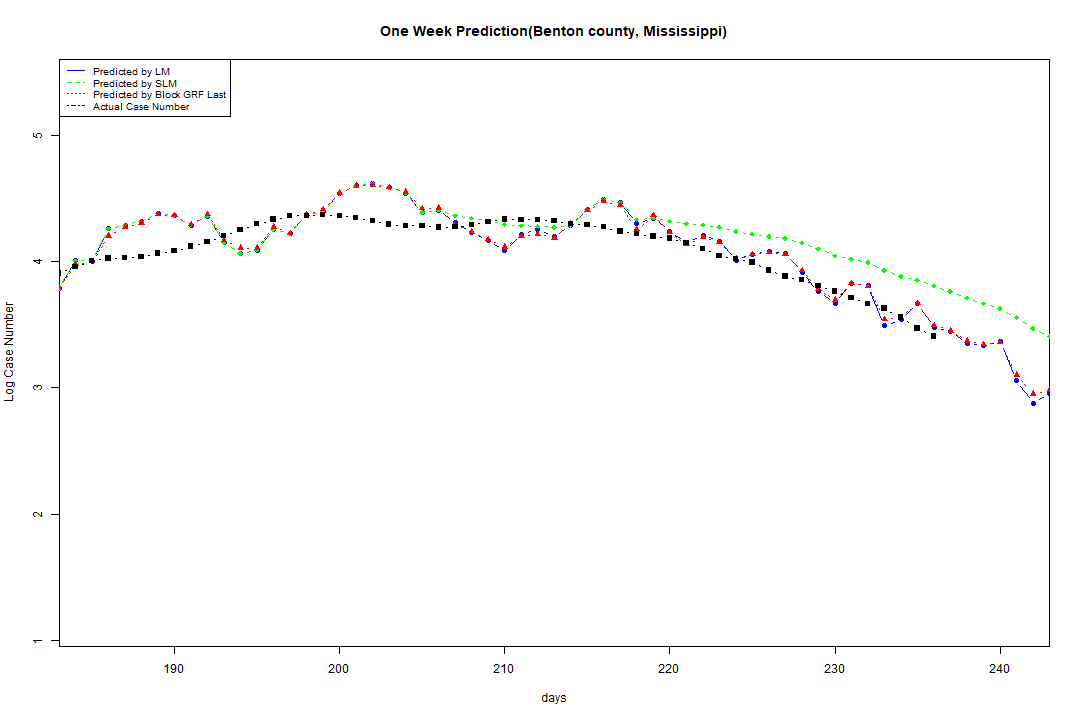 One Week Prediction(Benton county, Mississippi)
Predicted by LM
Predicted by SLM
Predicted by Block GRF Last
Actual Case Number
5
4
3
2
1
Log Case Number
190 200 210 220 230 240
days